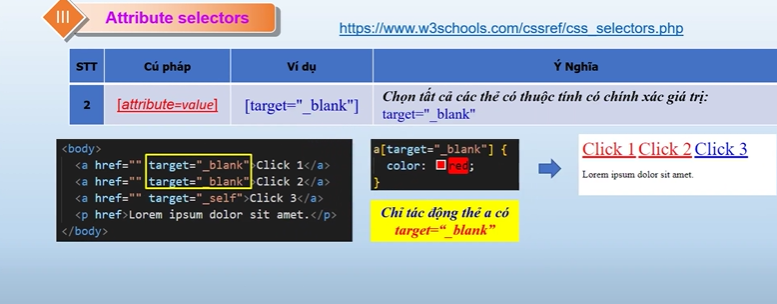 III
Attribute selectors
https://www.w3schools.com/cssref/css_selectors.php
STT Cú pháp Ví dụ Ý Nghĩa
2 [attribute=value] [target="_blank"] Chọn tất cả các thẻ có thuộc tính có chính xác giá trị:
target="_blank"
<body>
<a href="" target="_blank">Click 1</a>
<a href="" target="_blank">Click 2</a>
<a href="" target="_self">Click 3</a>
<p href>Lorem ipsum dolor sit amet.</p>
</body>
a[target="_blank"] {
color: red;
}
Chỉ tác động thẻ a có
target=“_blank”
Click 1 Click 2 Click 3
Lorem ipsum dolor sit amet.